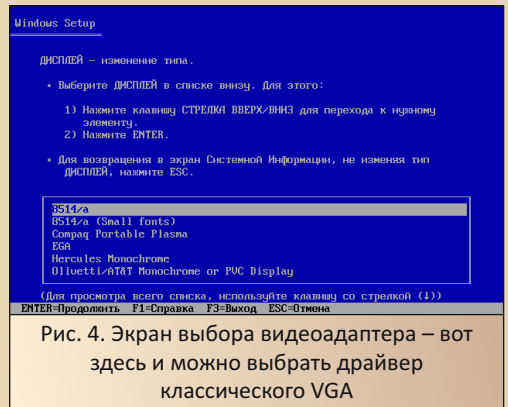 Windows Setup
ДИСПЛЕЙ – изменение типа.
• Выберите ДИСПЛЕЙ в списке внизу. Для этого:
1) Нажмите клавишу СТРЕЛКА ВВЕРХ/ВНИЗ для перехода к нужному
элементу.
2) Нажмите ENTER.
• Для возвращения в экран Системной Информации, не изменяя тип
ДИСПЛЕЙ, нажмите ESC.
8514/a
8514/a (Small fonts)
Compaq Portable Plasma
EGA
Hercules Monochrome
Olivetti/AT&T Monochrome or PVC Display
(Для просмотра всего списка, используйте клавишу со стрелкой (↓))
ENTER=Продолжить F1=Справка F3=Выход ESC=Отмена
Рис. 4. Экран выбора видеоадаптера – вот
здесь и можно выбрать драйвер
классического VGA